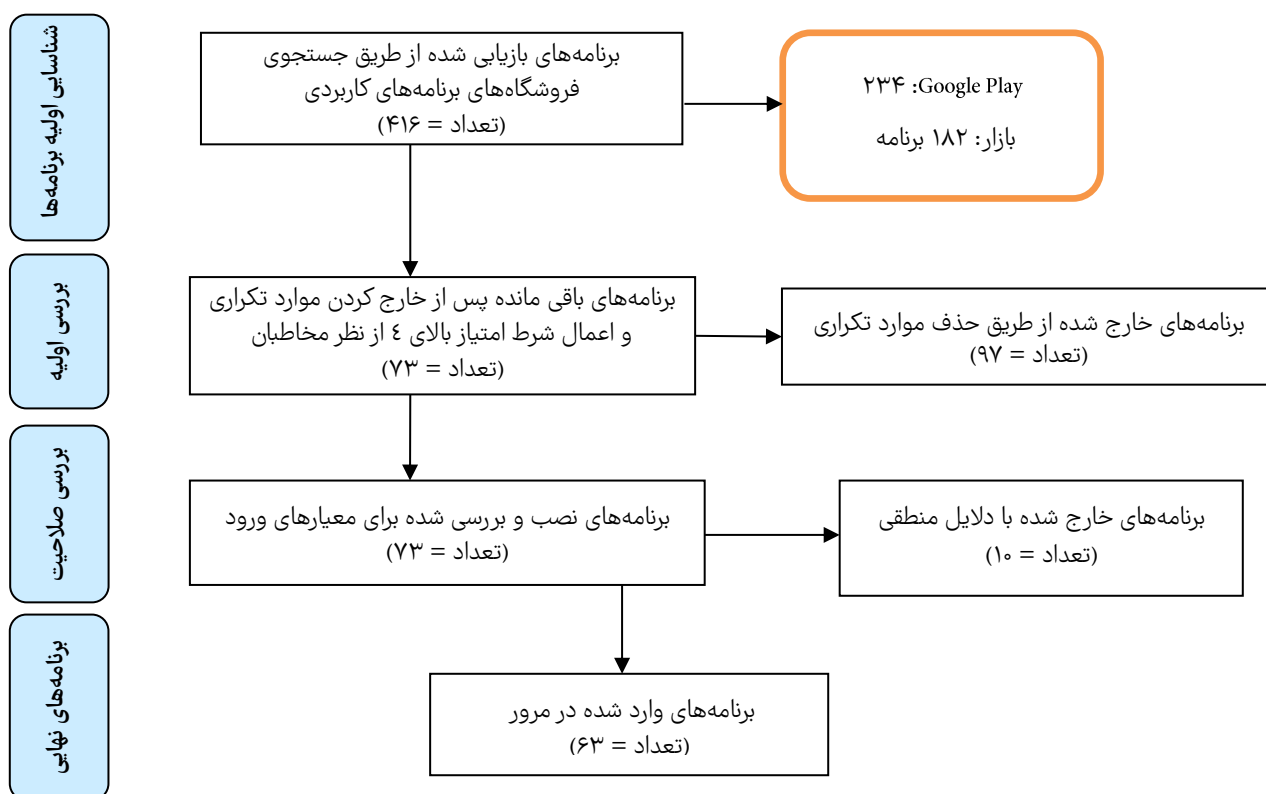 شناسایی اولیه برنامه‌ها
برنامه‌های بازیابی شده از طریق جستجوی
فروشگاه‌های برنامه‌های کاربردی
(تعداد = ۴۱۶)
Google Play: ۲۳۴
بازار: ۱۸۲ برنامه
بررسی اولیه
برنامه‌های باقی مانده پس از خارج کردن موارد تکراری
و اعمال شرط امتیاز بالای ٤ از نظر مخاطبان
(تعداد = ۷۳)
برنامه‌های خارج شده از طریق حذف موارد تکراری
(تعداد = ۹۷)
بررسی صلاحیت
برنامه‌های نصب و بررسی شده برای معیارهای ورود
(تعداد = ۷۳)
برنامه‌های خارج شده با دلایل منطقی
(تعداد = ۱۰)
برنامه‌های نهایی
برنامه‌های وارد شده در مرور
(تعداد = ۶۳)